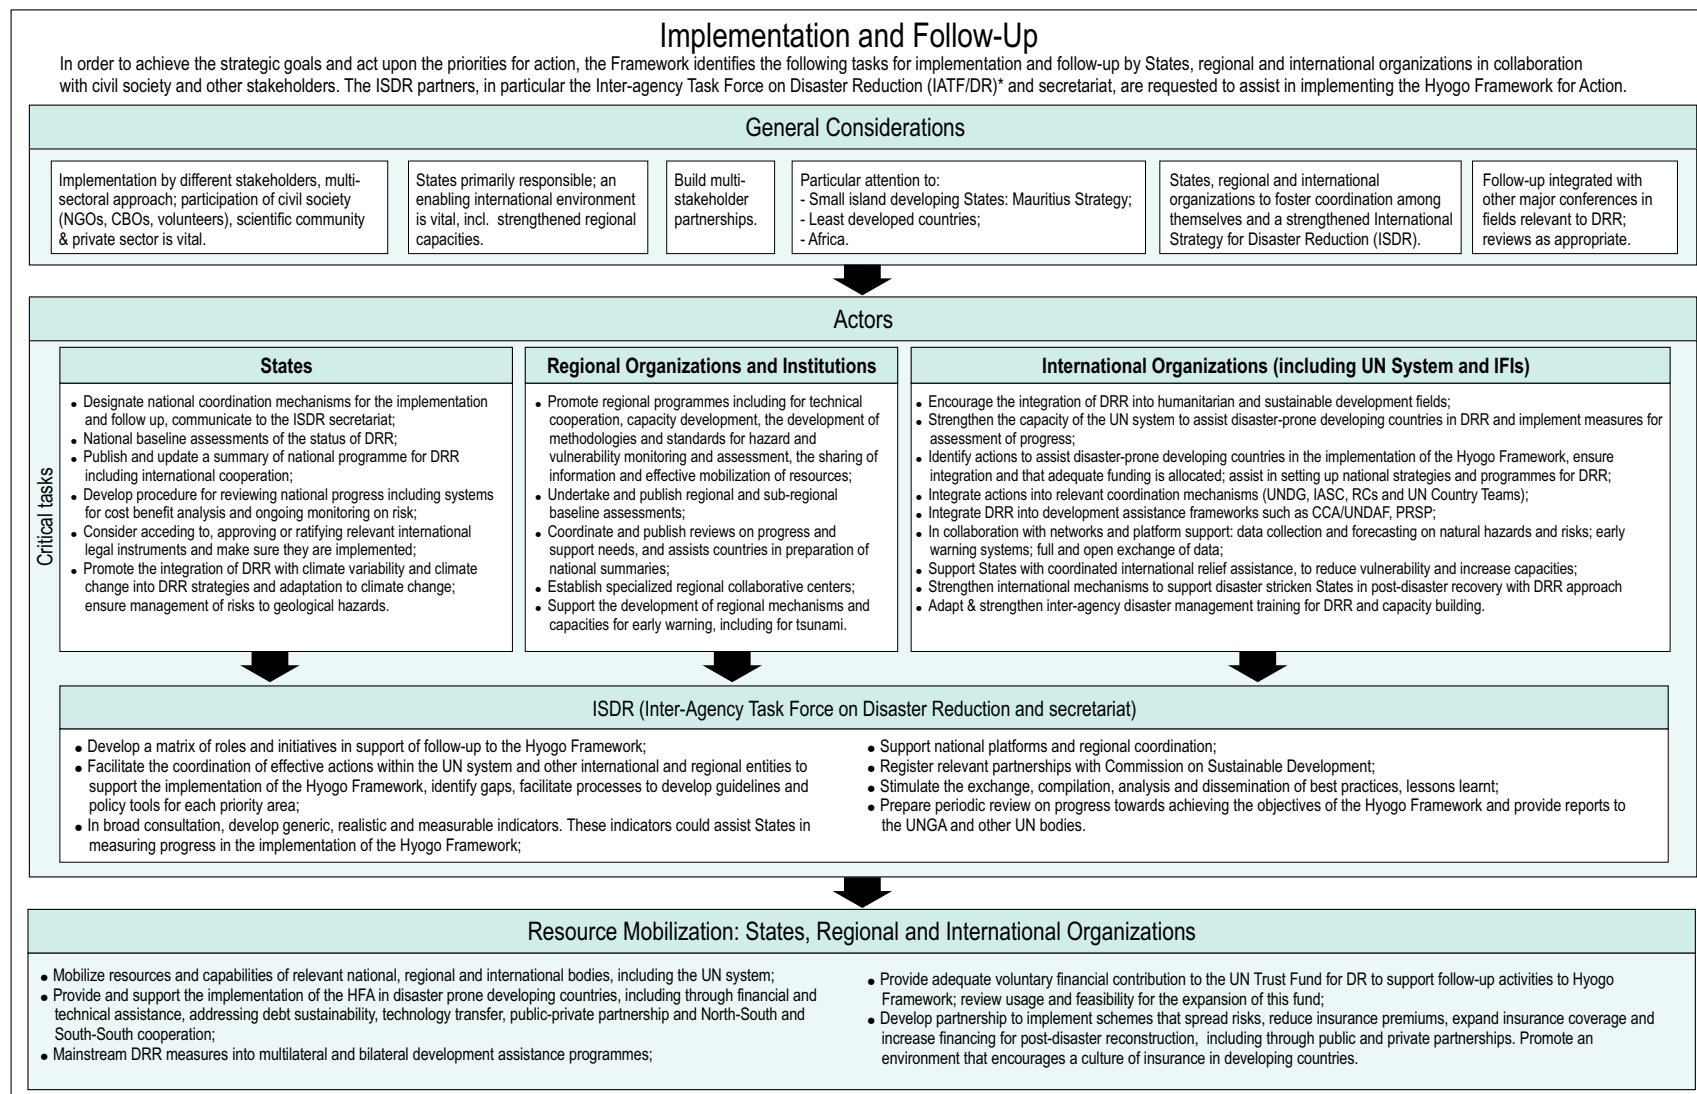 Implementation and Follow-Up
In order to achieve the strategic goals and act upon the priorities for action, the Framework identifies the following tasks for implementation and follow-up by States, regional and international organizations in collaboration
with civil society and other stakeholders. The ISDR partners, in particular the Inter-agency Task Force on Disaster Reduction (IATF/DR)* and secretariat, are requested to assist in implementing the Hyogo Framework for Action.
General Considerations
Implementation by different stakeholders, multi-
sectoral approach; participation of civil society
(NGOs, CBOs, volunteers), scientific community
& private sector is vital.
States primarily responsible; an
enabling international environment
is vital, incl. strengthened regional
capacities.
Build multi-
stakeholder
partnerships.
Particular attention to:
- Small island developing States: Mauritius Strategy;
- Least developed countries;
- Africa.
States, regional and international
organizations to foster coordination among
themselves and a strengthened International
Strategy for Disaster Reduction (ISDR).
Follow-up integrated with
other major conferences in
fields relevant to DRR;
reviews as appropriate.
Actors
Critical tasks
States
• Designate national coordination mechanisms for the implementation
and follow up, communicate to the ISDR secretariat;
• National baseline assessments of the status of DRR;
• Publish and update a summary of national programme for DRR
including international cooperation;
• Develop procedure for reviewing national progress including systems
for cost benefit analysis and ongoing monitoring on risk;
• Consider acceding to, approving or ratifying relevant international
legal instruments and make sure they are implemented;
• Promote the integration of DRR with climate variability and climate
change into DRR strategies and adaptation to climate change;
ensure management of risks to geological hazards.
Regional Organizations and Institutions
• Promote regional programmes including for technical
cooperation, capacity development, the development of
methodologies and standards for hazard and
vulnerability monitoring and assessment, the sharing of
information and effective mobilization of resources;
• Undertake and publish regional and sub-regional
baseline assessments;
• Coordinate and publish reviews on progress and
support needs, and assists countries in preparation of
national summaries;
• Establish specialized regional collaborative centers;
• Support the development of regional mechanisms and
capacities for early warning, including for tsunami.
International Organizations (including UN System and IFIs)
• Encourage the integration of DRR into humanitarian and sustainable development fields;
• Strengthen the capacity of the UN system to assist disaster-prone developing countries in DRR and implement measures for
assessment of progress;
• Identify actions to assist disaster-prone developing countries in the implementation of the Hyogo Framework, ensure
integration and that adequate funding is allocated; assist in setting up national strategies and programmes for DRR;
• Integrate actions into relevant coordination mechanisms (UNDG, IASC, RCs and UN Country Teams);
• Integrate DRR into development assistance frameworks such as CCA/UNDAF, PRSP;
• In collaboration with networks and platform support: data collection and forecasting on natural hazards and risks; early
warning systems; full and open exchange of data;
• Support States with coordinated international relief assistance, to reduce vulnerability and increase capacities;
• Strengthen international mechanisms to support disaster stricken States in post-disaster recovery with DRR approach
• Adapt & strengthen inter-agency disaster management training for DRR and capacity building.
ISDR (Inter-Agency Task Force on Disaster Reduction and secretariat)
• Develop a matrix of roles and initiatives in support of follow-up to the Hyogo Framework;
• Facilitate the coordination of effective actions within the UN system and other international and regional entities to
support the implementation of the Hyogo Framework, identify gaps, facilitate processes to develop guidelines and
policy tools for each priority area;
• In broad consultation, develop generic, realistic and measurable indicators. These indicators could assist States in
measuring progress in the implementation of the Hyogo Framework;
• Support national platforms and regional coordination;
• Register relevant partnerships with Commission on Sustainable Development;
• Stimulate the exchange, compilation, analysis and dissemination of best practices, lessons learnt;
• Prepare periodic review on progress towards achieving the objectives of the Hyogo Framework and provide reports to
the UNGA and other UN bodies.
Resource Mobilization: States, Regional and International Organizations
• Mobilize resources and capabilities of relevant national, regional and international bodies, including the UN system;
• Provide and support the implementation of the HFA in disaster prone developing countries, including through financial and
technical assistance, addressing debt sustainability, technology transfer, public-private partnership and North-South and
South-South cooperation;
• Mainstream DRR measures into multilateral and bilateral development assistance programmes;
• Provide adequate voluntary financial contribution to the UN Trust Fund for DR to support follow-up activities to Hyogo
Framework; review usage and feasibility for the expansion of this fund;
• Develop partnership to implement schemes that spread risks, reduce insurance premiums, expand insurance coverage and
increase financing for post-disaster reconstruction, including through public and private partnerships. Promote an
environment that encourages a culture of insurance in developing countries.